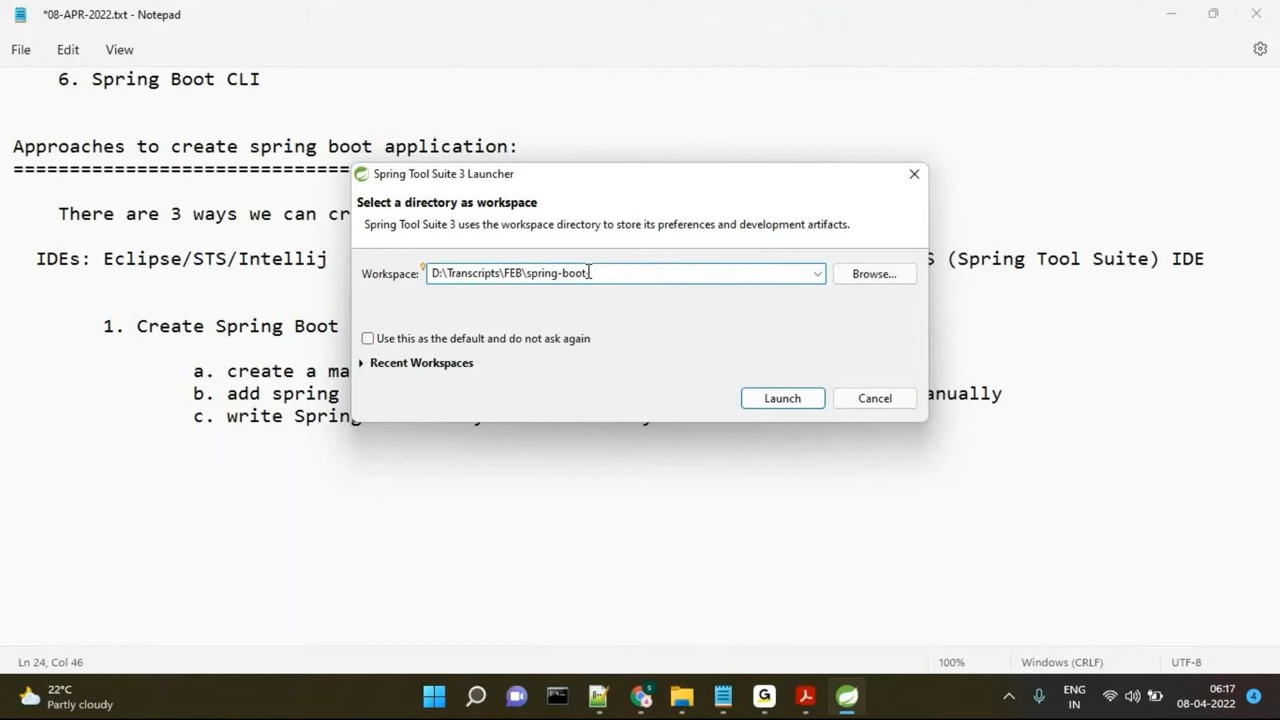 *08-APR-2022.txt - Notepad
File Edit View
6. Spring Boot CLI
Approaches to create spring boot application:
==============================
There are 3 ways we can cr
IDEs: Eclipse/STS/Intellij
S (Spring Tool Suite) IDE
1. Create Spring Boot
a. create a ma
b. add spring
anually
c. write Spring
Spring Tool Suite 3 Launcher
Select a directory as workspace
Spring Tool Suite 3 uses the workspace directory to store its preferences and development artifacts.
Workspace: D:\Transcripts\FEB\spring-boot
Browse...
Use this as the default and do not ask again
Recent Workspaces
Launch Cancel
Ln 24, Col 46 100% Windows (CRLF) UTF-8
22°C
Partly cloudy
ENG
IN
06:17
08-04-2022
4